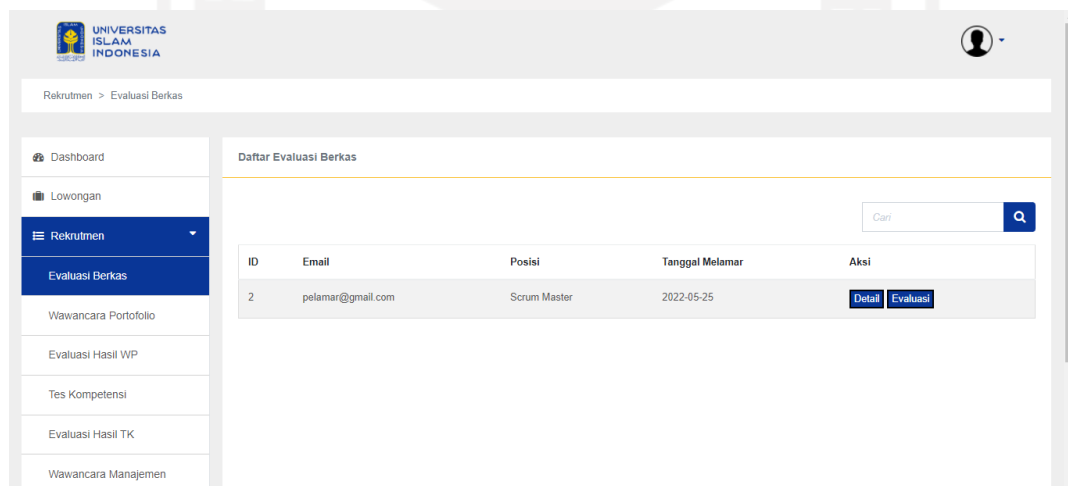 UNIVERSITAS
ISLAM
INDONESIA
Rekrutmen > Evaluasi Berkas
Dashboard
Lowongan
Rekrutmen
Evaluasi Berkas
Wawancara Portofolio
Evaluasi Hasil WP
Tes Kompetensi
Evaluasi Hasil TK
Wawancara Manajemen
Daftar Evaluasi Berkas
Cari
ID Email Posisi Tanggal Melamar Aksi
2 pelamar@gmail.com Scrum Master 2022-05-25 Detail Evaluasi